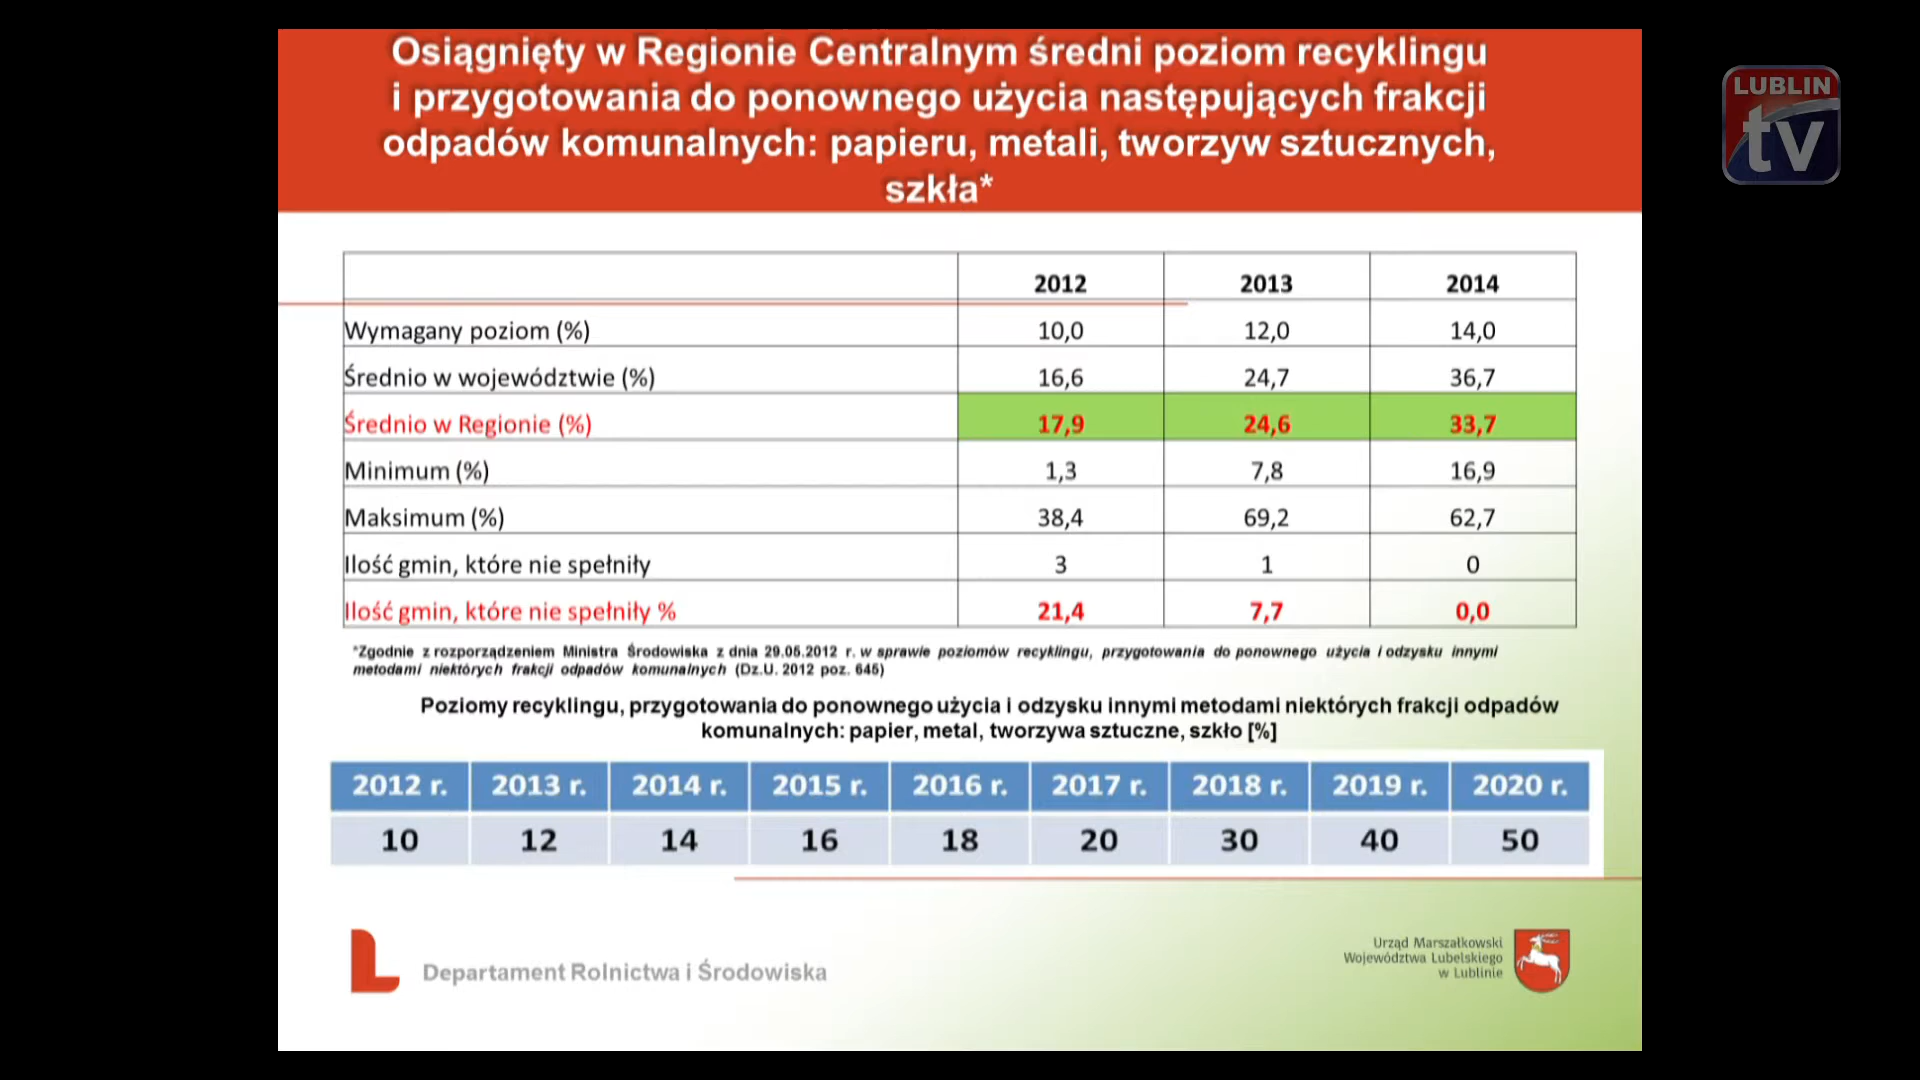 Osiągnięty w Regionie Centralnym średni poziom recyklingu
i przygotowania do ponownego użycia następujących frakcji
odpadów komunalnych: papieru, metali, tworzyw sztucznych,
szkła*
LUBLIN
tv
2012 2013 2014
Wymagany poziom (%) 10,0 12,0 14,0
Średnio w województwie (%) 16,6 24,7 36,7
Średnio w Regionie (%) 17,9 24,6 33,7
Minimum (%) 1,3 7,8 16,9
Maksimum (%) 38,4 69,2 62,7
Ilość gmin, które nie spełniły 3 1 0
Ilość gmin, które nie spełniły % 21,4 7,7 0,0
*Zgodnie z rozporządzeniem Ministra Środowiska z dnia 29.05.2012 r. w sprawie poziomów recyklingu, przygotowania do ponownego użycia i odzysku innymi
metodami niektórych frakcji odpadów komunalnych (Dz.U. 2012 poz. 645)
Poziomy recyklingu, przygotowania do ponownego użycia i odzysku innymi metodami niektórych frakcji odpadów
komunalnych: papier, metal, tworzywa sztuczne, szkło [%]
2012 r. 2013 r. 2014 r. 2015 r. 2016 r. 2017 r. 2018 r. 2019 r. 2020 r.
10 12 14 16 18 20 30 40 50
Departament Rolnictwa i Środowiska
Urząd Marszałkowski
Województwa Lubelskiego
w Lublinie